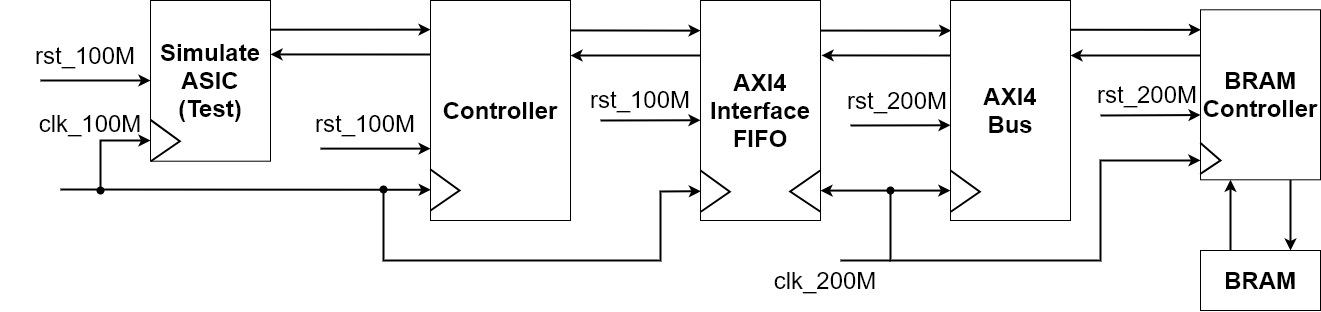 Simulate
ASIC
(Test)
rst_100M
clk_100M
Controller
rst_100M
AXI4
Interface
FIFO
rst_100M
AXI4
Bus
rst_200M
clk_200M
BRAM
Controller
rst_200M
BRAM